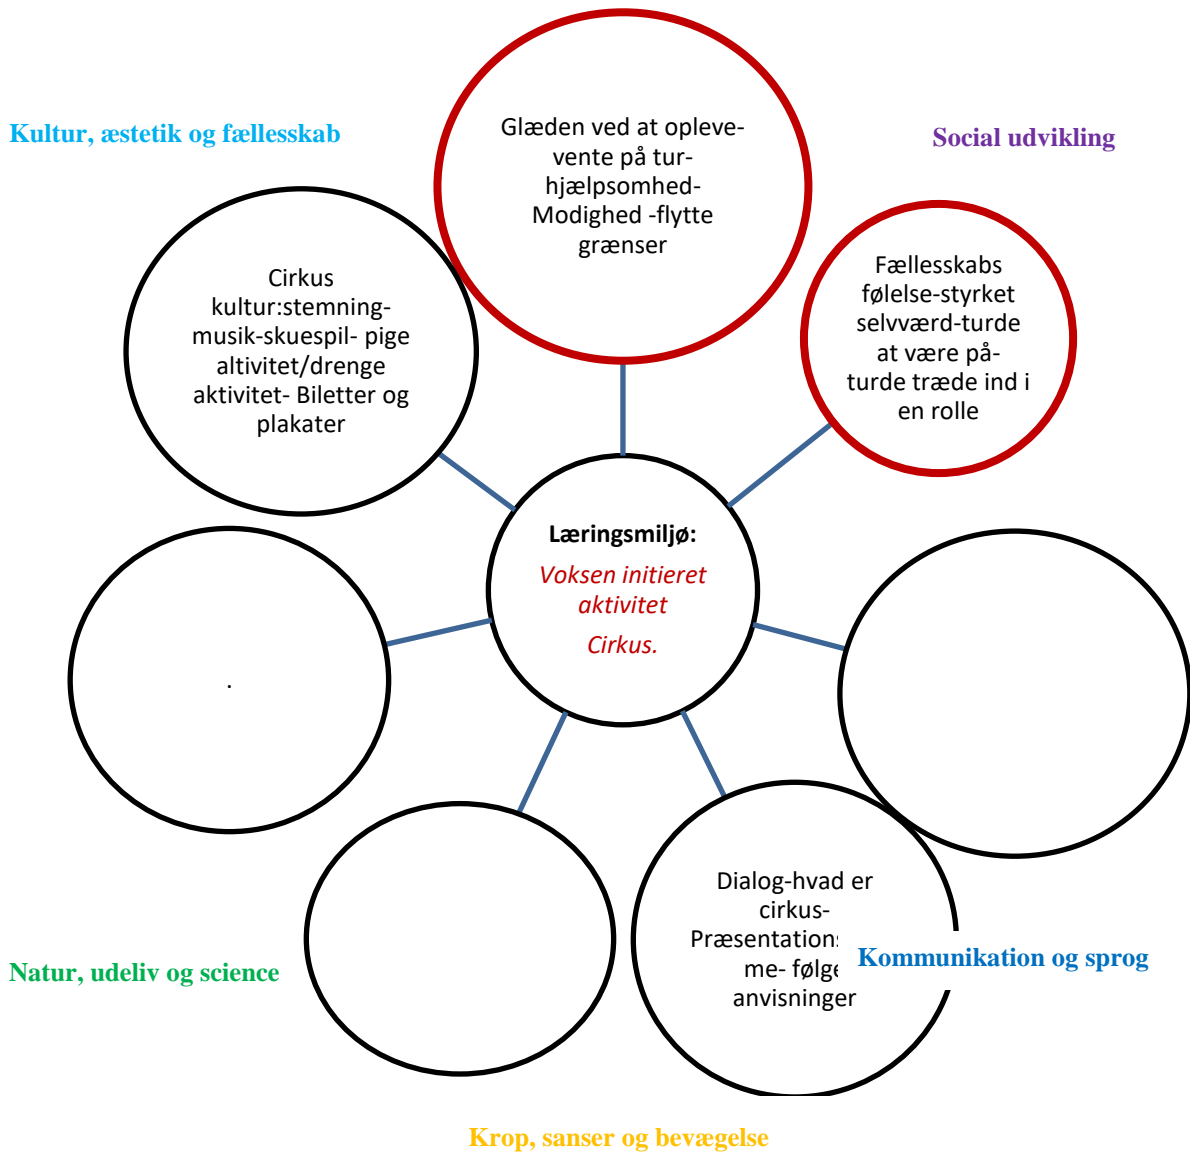 Kultur, æstetik og fællesskab
Glæden ved at opleve-
vente på tur-
hjælpsomhed-
Modighed -flytte
grænser
Social udvikling
Cirkus
kultur:stemning-
musik-skuespil- pige
altivitet/drenge
aktivitet- Biletter og
plakater
Fællesskabs
følelse-styrket
selvværd-turde
at være på-
turde træde ind i
en rolle
Læringsmiljø:
Voksen initieret
aktivitet
Cirkus.
.
Dialog-hvad er
cirkus-
Præsentations
me- følge
anvisninger
Natur, udeliv og science
Kommunikation og sprog
Krop, sanser og bevægelse